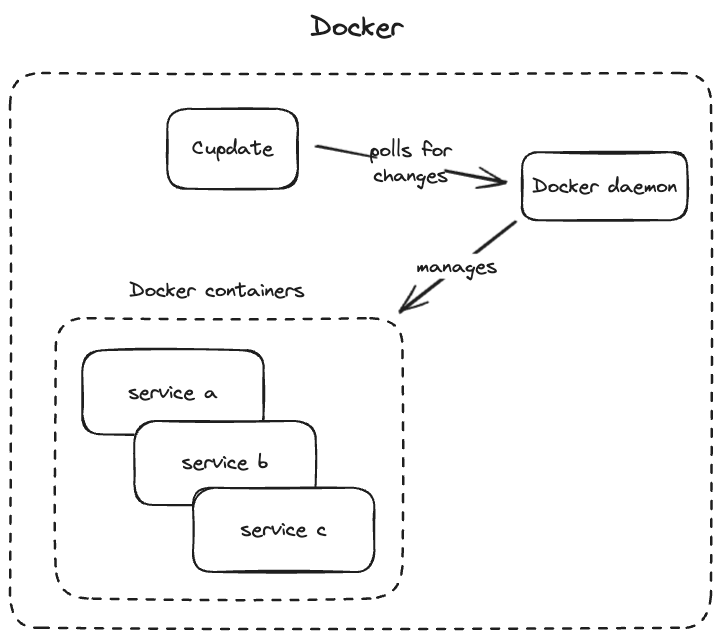 Docker
Cupdate
polls for
changes
Docker daemon
manages
Docker containers
service a
service b
service c